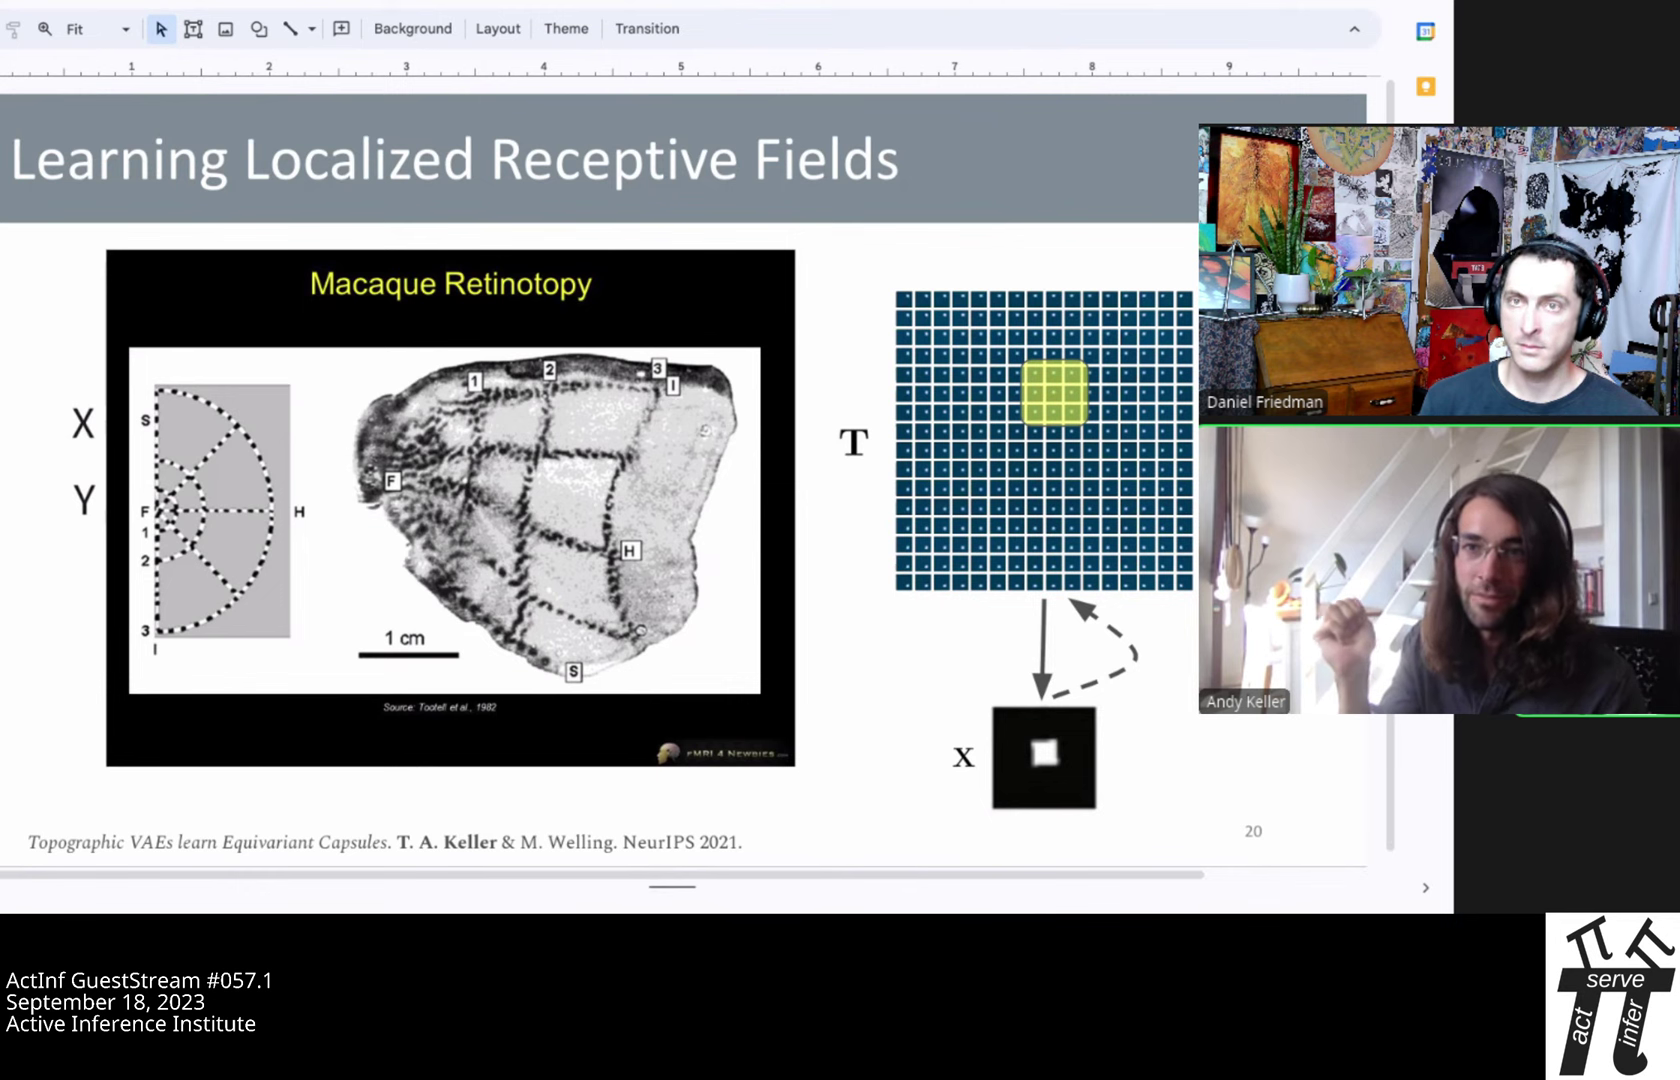 Fit
Background
Layout
Theme
Transition
31
1 2 3 4 5 6 7 8 9
Learning Localized Receptive Fields
Macaque Retinotopy
X
Y
S
F
1
2
3
I
H
1
2
3
I
F
H
S
1 cm
Source: Tootell et al., 1982
fMRI 4 Newbies
T
x
Topographic VAEs learn Equivariant Capsules. T. A. Keller & M. Welling. NeurIPS 2021.
20
Daniel Friedman
Andy Keller
ActInf GuestStream #057.1
September 18, 2023
Active Inference Institute
serve
act
infer